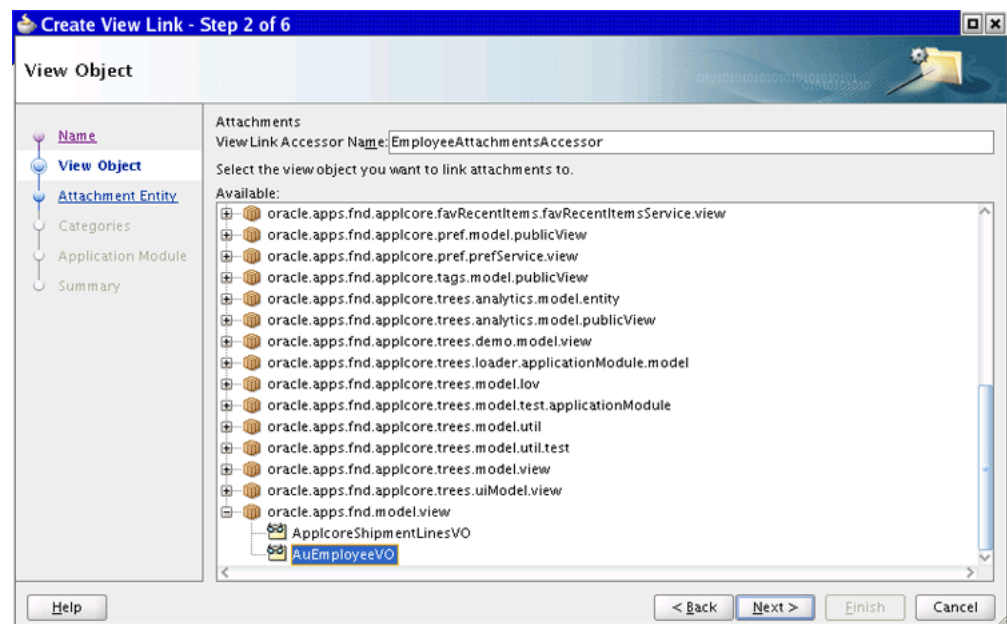 Create View Link - Step 2 of 6
View Object
Name
View Object
Attachment Entity
Categories
Application Module
Summary
Attachments
View Link Accessor Name: EmployeeAttachmentsAccessor
Select the view object you want to link attachments to.
Available:
oracle.apps.fnd.applcore.favRecentItems.favRecentItemsService.view
oracle.apps.fnd.applcore.pref.model.publicView
oracle.apps.fnd.applcore.pref.prefService.view
oracle.apps.fnd.applcore.tags.model.publicView
oracle.apps.fnd.applcore.trees.analytics.model.entity
oracle.apps.fnd.applcore.trees.analytics.model.publicView
oracle.apps.fnd.applcore.trees.demo.model.view
oracle.apps.fnd.applcore.trees.loader.applicationModule.model
oracle.apps.fnd.applcore.trees.model.lov
oracle.apps.fnd.applcore.trees.model.test.applicationModule
oracle.apps.fnd.applcore.trees.model.util
oracle.apps.fnd.applcore.trees.model.util.test
oracle.apps.fnd.applcore.trees.model.view
oracle.apps.fnd.applcore.trees.uiModel.view
oracle.apps.fnd.model.view
ApplcoreShipmentLinesVO
AuEmployeeVO
Help
< Back
Next >
Finish
Cancel